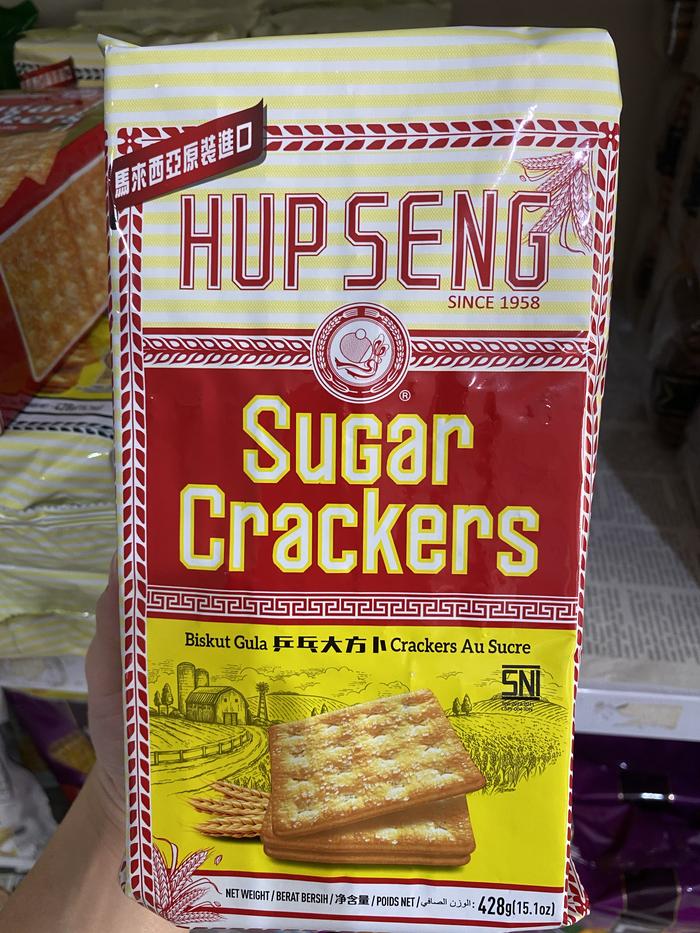 馬來西亞原裝進口
HUP SENG
SINCE 1958
®
Sugar
Crackers
Biskut Gula 乒乓大方卜 Crackers Au Sucre
SNI
NET WEIGHT / BERAT BERSIH / 净含量 / POIDS NET / الوزن الصافي : 428g(15.1oz)